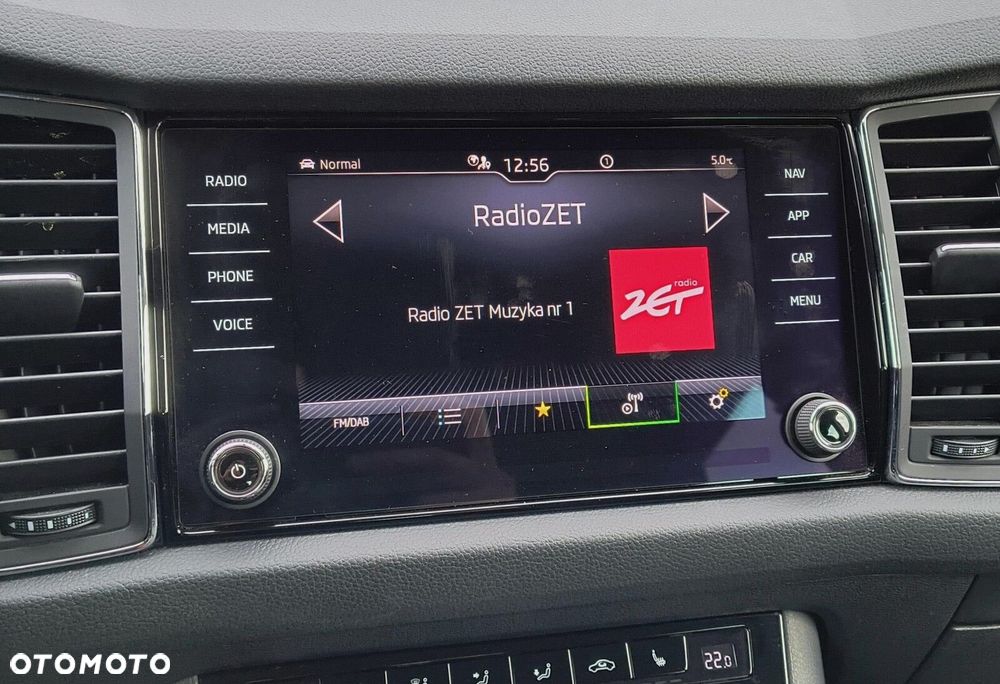 Normal
12:56
1
5.0°C
RADIO
MEDIA
PHONE
VOICE
RadioZET
Radio ZET Muzyka nr 1
radio
ZET
FM/DAB
NAV
APP
CAR
MENU
22.0
OTOMOTO